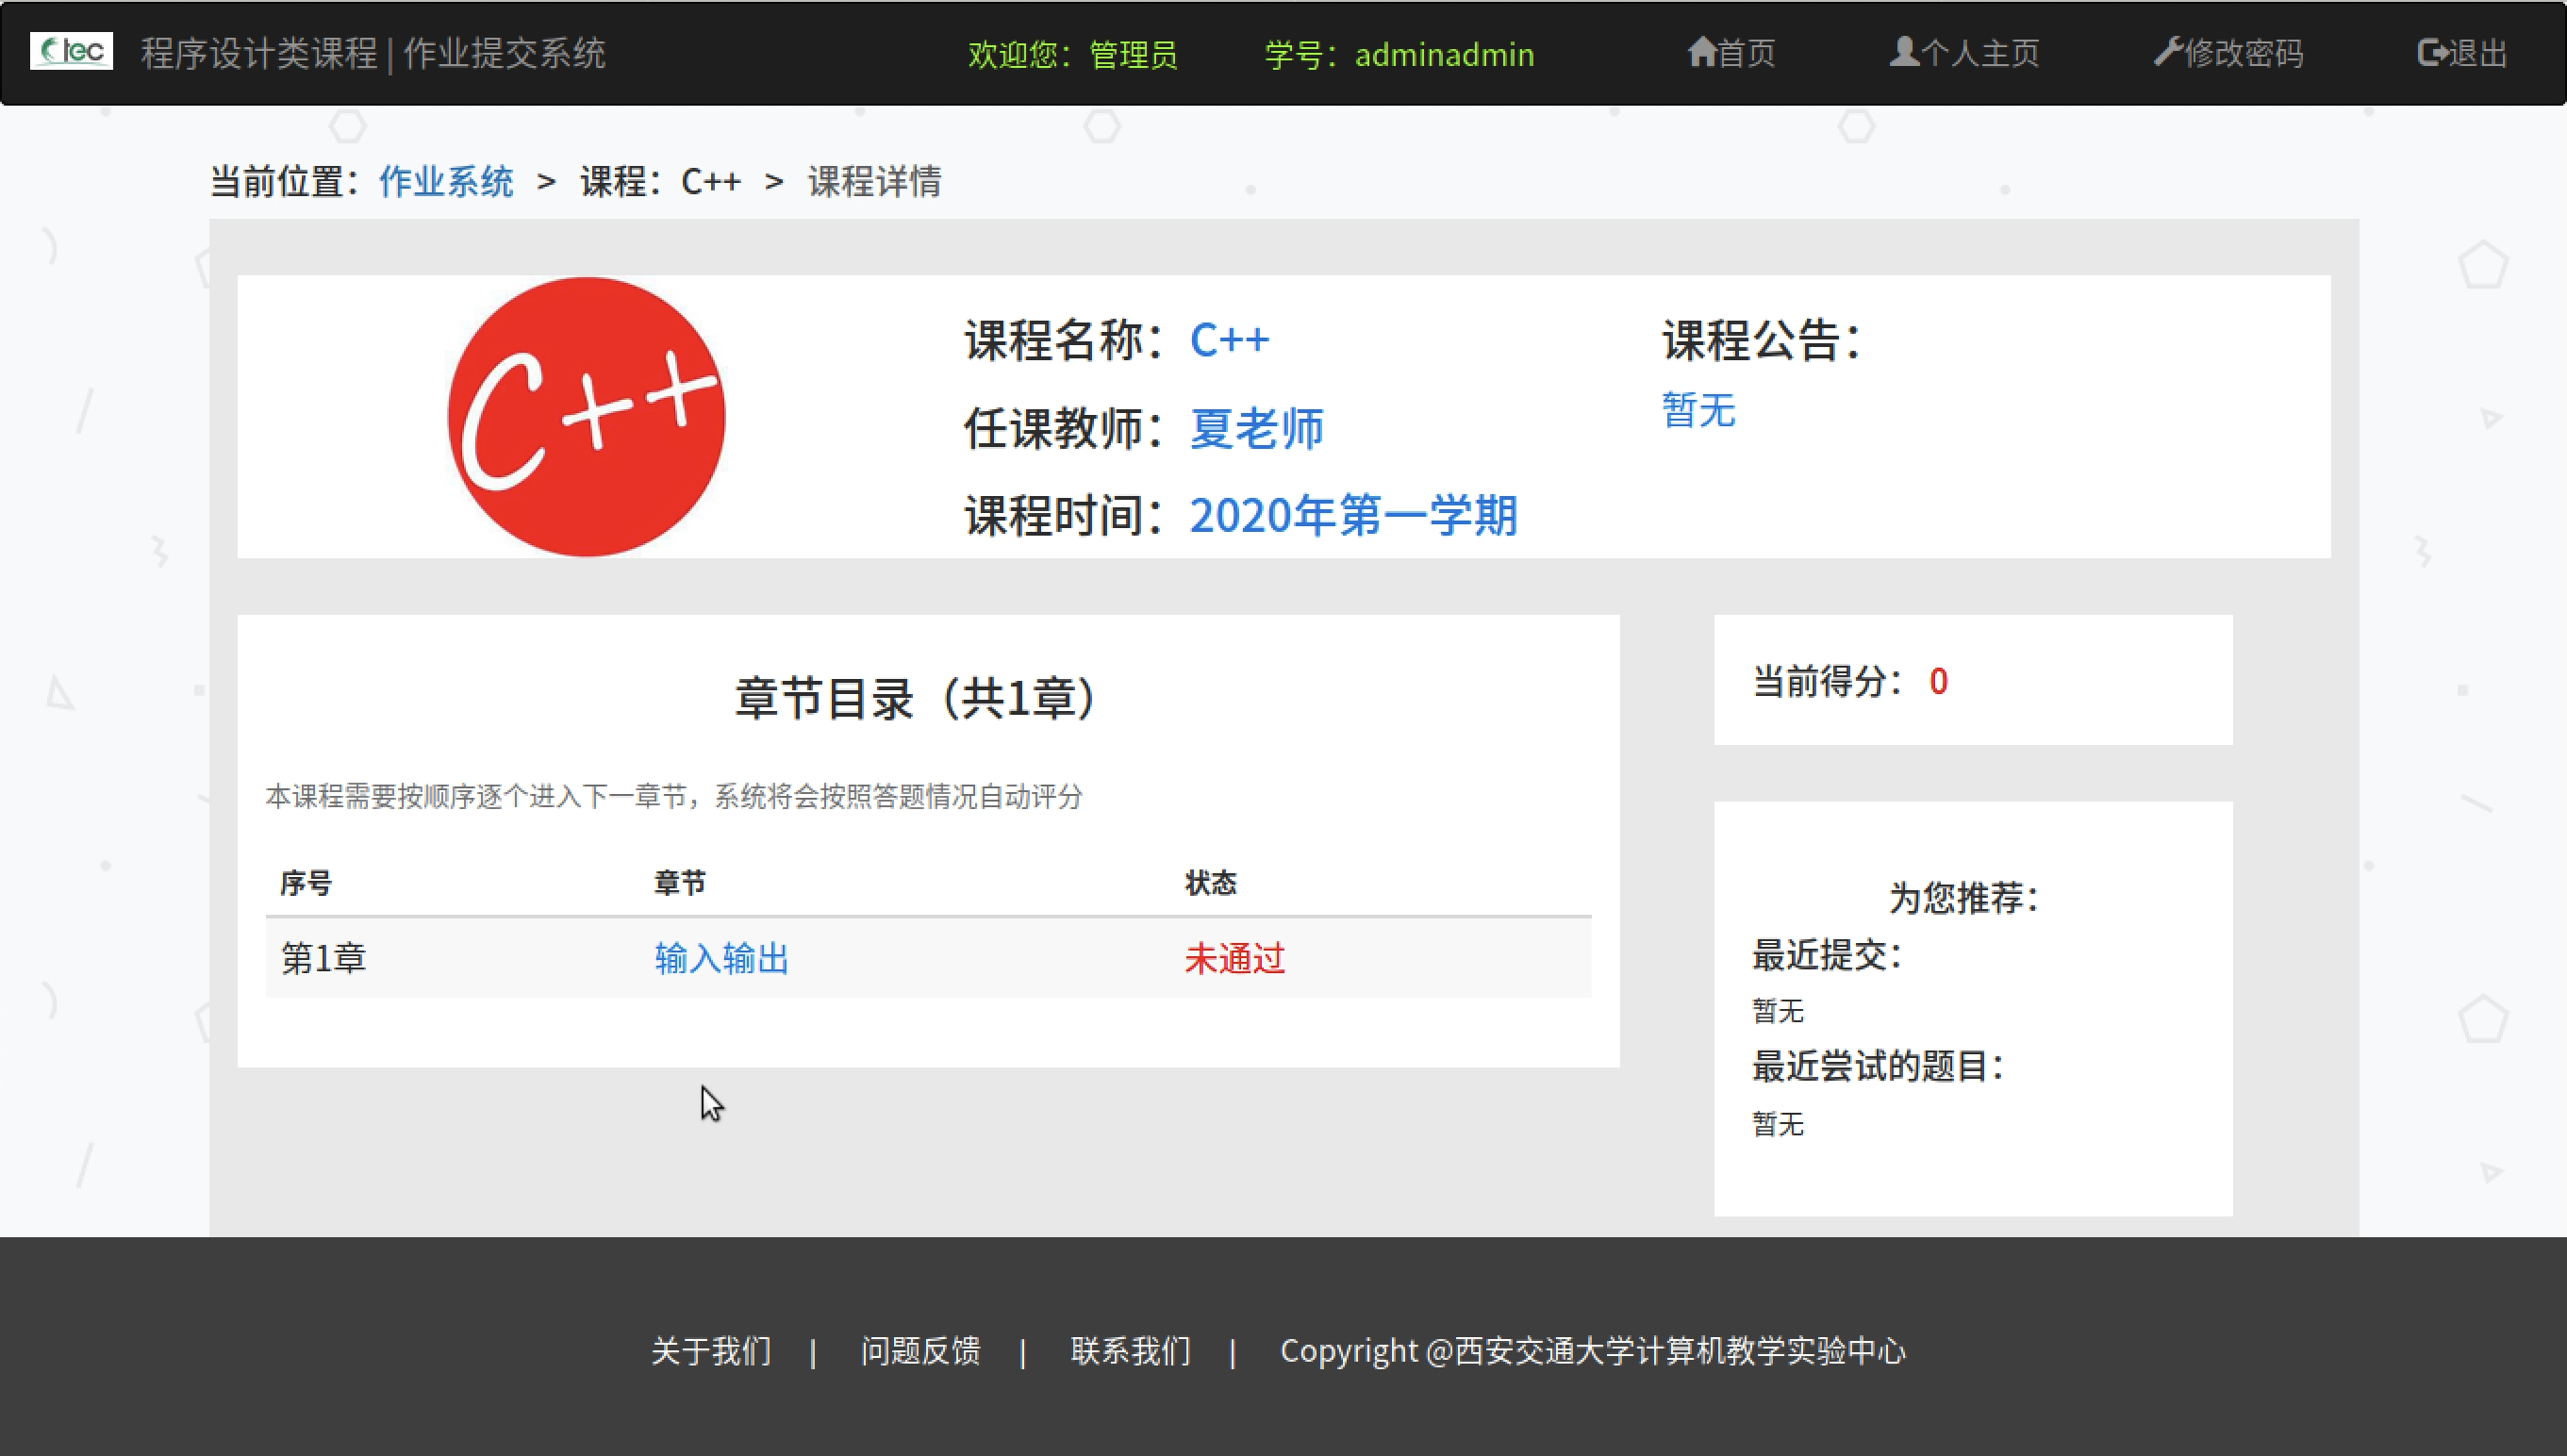 tec 程序设计类课程 | 作业提交系统 欢迎您：管理员 学号：adminadmin 首页 个人主页 修改密码 退出
当前位置：作业系统 > 课程：C++ > 课程详情
C++
课程名称：C++
任课教师：夏老师
课程时间：2020年第一学期
课程公告：
暂无
章节目录（共1章）
本课程需要按顺序逐个进入下一章节，系统将会按照答题情况自动评分
序号 章节 状态
第1章 输入输出 未通过
当前得分：0
为您推荐：
最近提交：
暂无
最近尝试的题目：
暂无
关于我们 | 问题反馈 | 联系我们 | Copyright @西安交通大学计算机教学实验中心